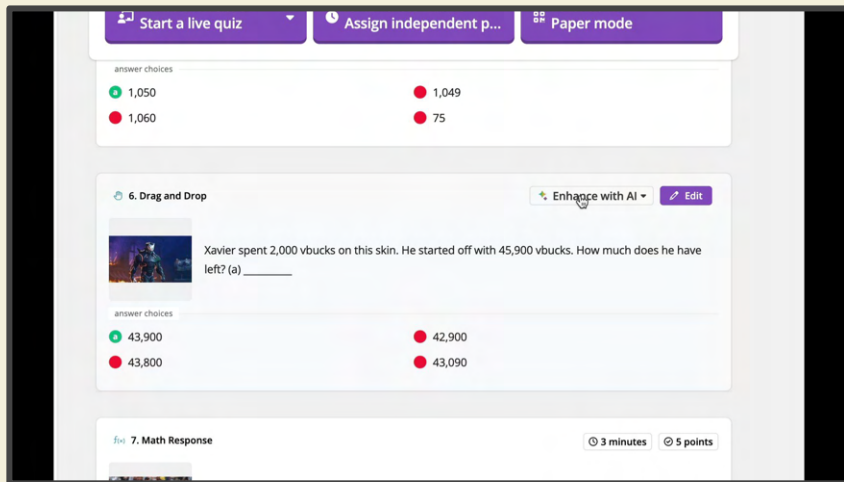 Start a live quiz
Assign independent p...
Paper mode
answer choices
a 1,050
1,049
1,060
75
6. Drag and Drop
Enhance with AI
Edit
Xavier spent 2,000 vbucks on this skin. He started off with 45,900 vbucks. How much does he have
left? (a) __________
answer choices
a 43,900
42,900
43,800
43,090
f(x) 7. Math Response
3 minutes
5 points